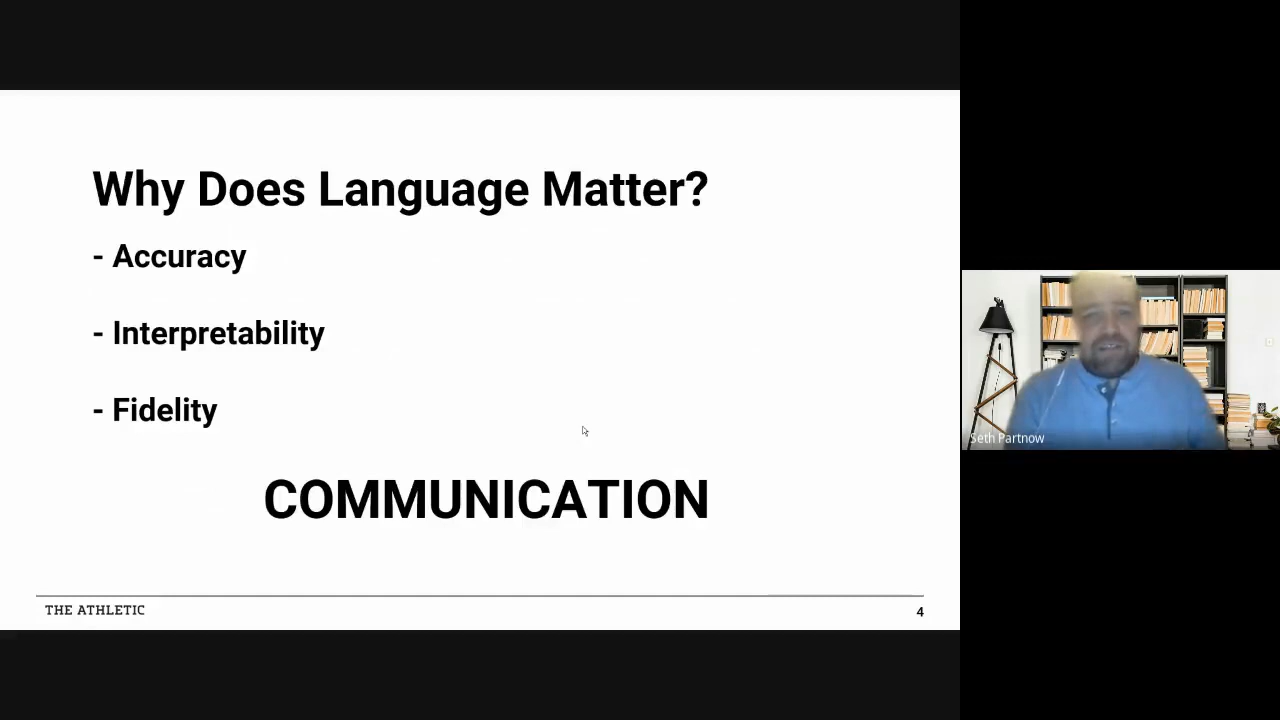 Why Does Language Matter?
- Accuracy
- Interpretability
- Fidelity
COMMUNICATION
THE ATHLETIC
4
Seth Partnow